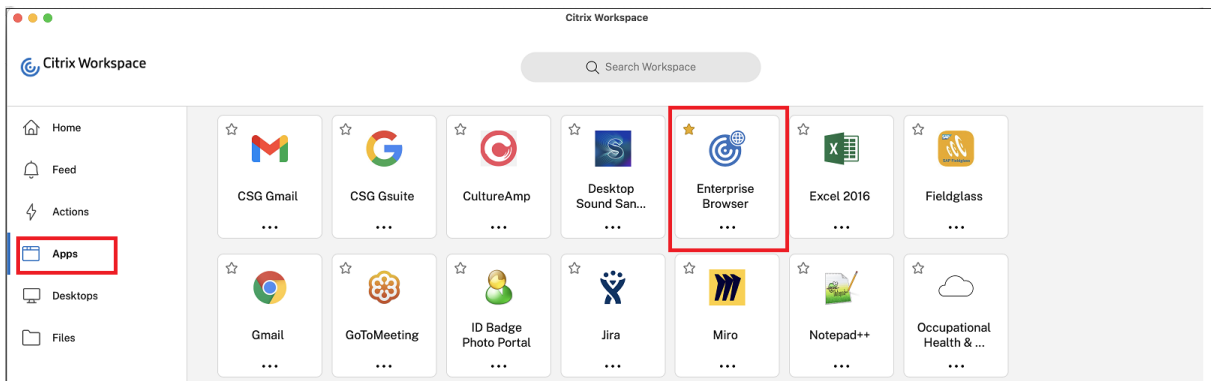 Citrix Workspace
Citrix Workspace
Search Workspace
Home
Feed
Actions
Apps
Desktops
Files
CSG Gmail
CSG Gsuite
CultureAmp
Desktop
Sound San...
Enterprise
Browser
Excel 2016
Fieldglass
Gmail
GoToMeeting
ID Badge
Photo Portal
Jira
Miro
Notepad++
Occupational
Health & ...